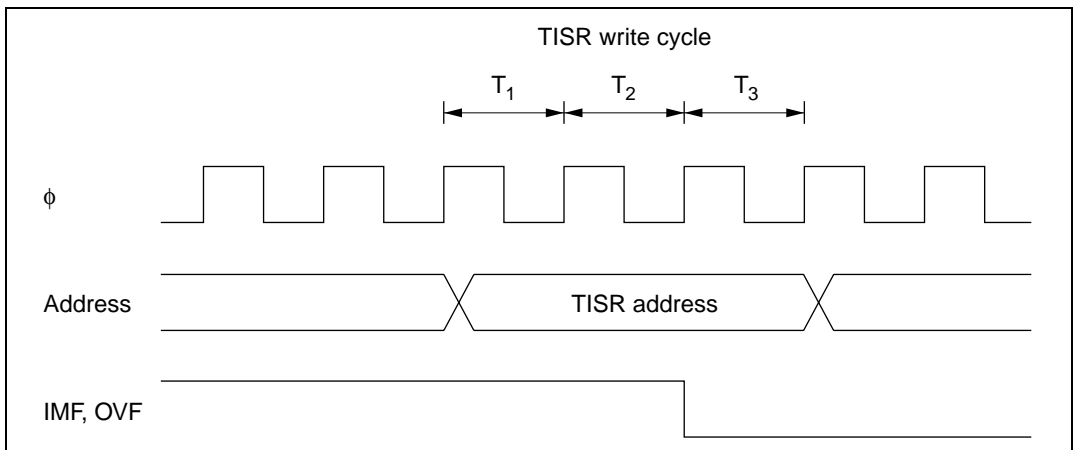 TISR write cycle
T1 T2 T3
ϕ
Address
TISR address
IMF, OVF